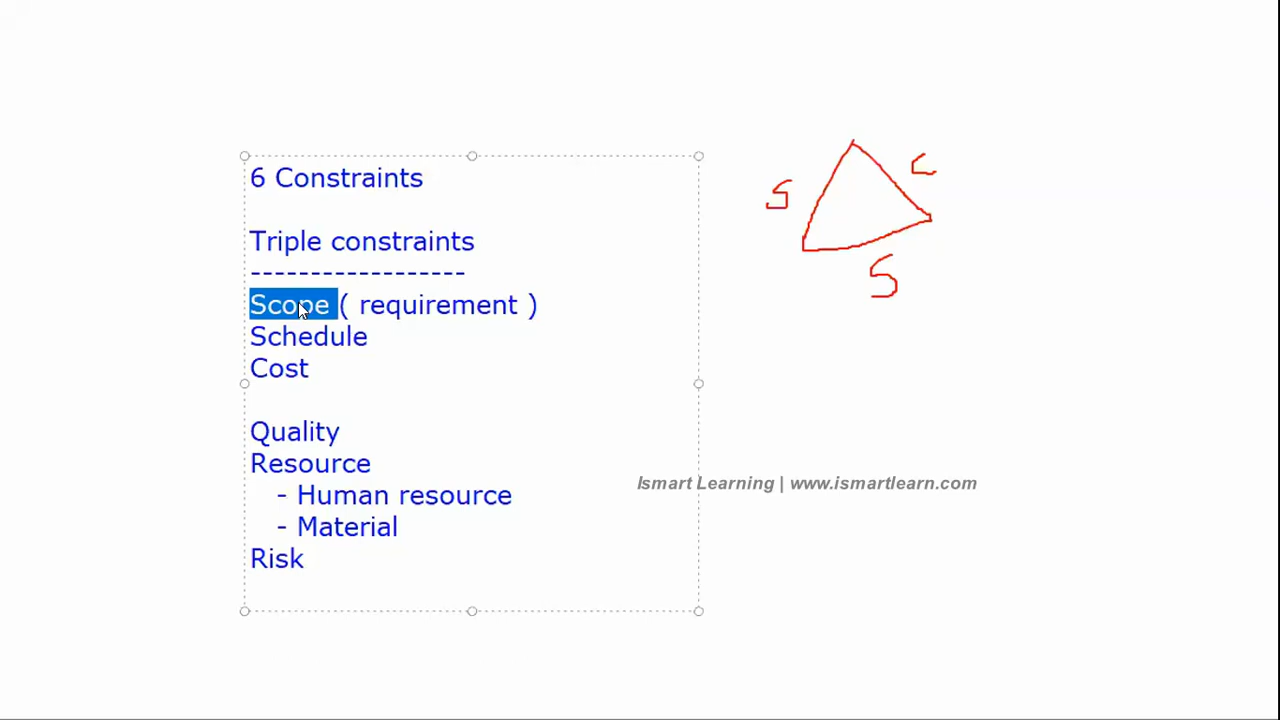 6 Constraints
Triple constraints
------------------
Scope ( requirement )
Schedule
Cost
Quality
Resource
- Human resource
- Material
Risk
S
C
S
Ismart Learning | www.ismartlearn.com